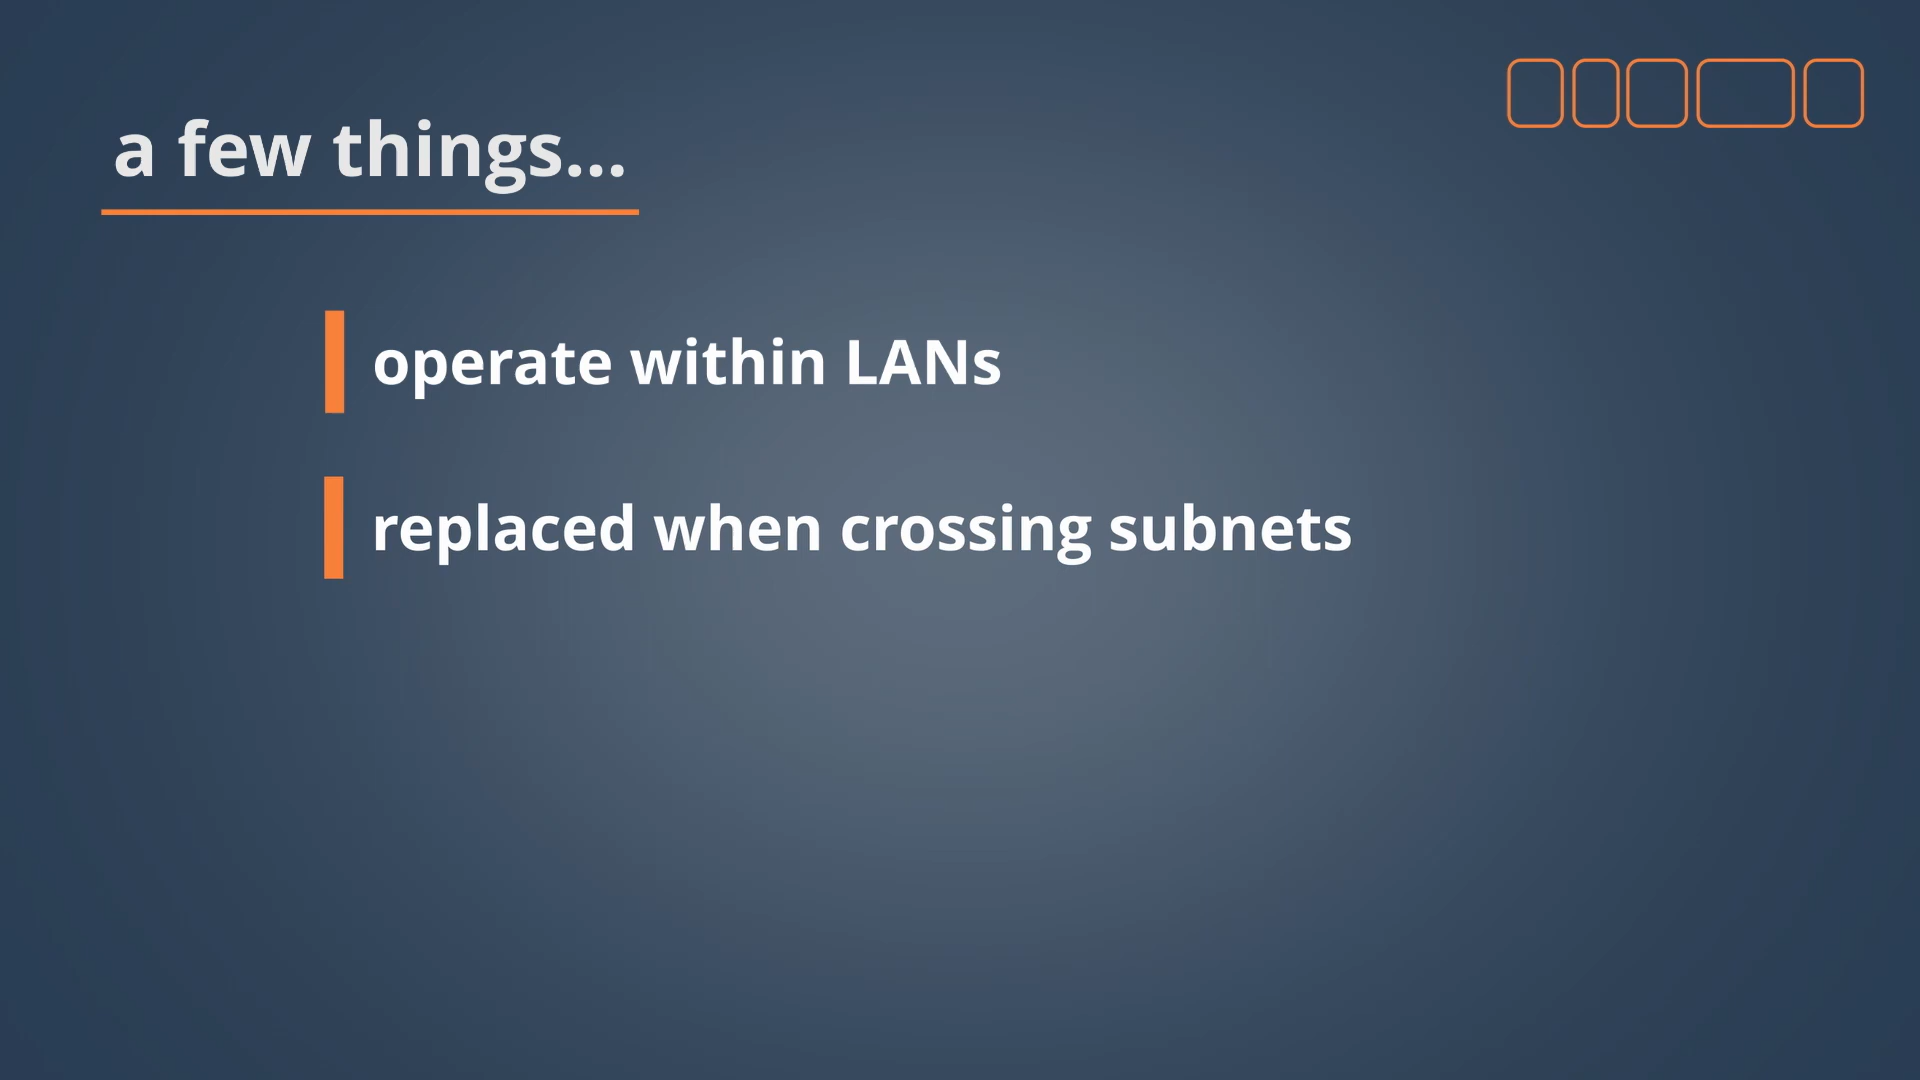 a few things...
operate within LANs
replaced when crossing subnets